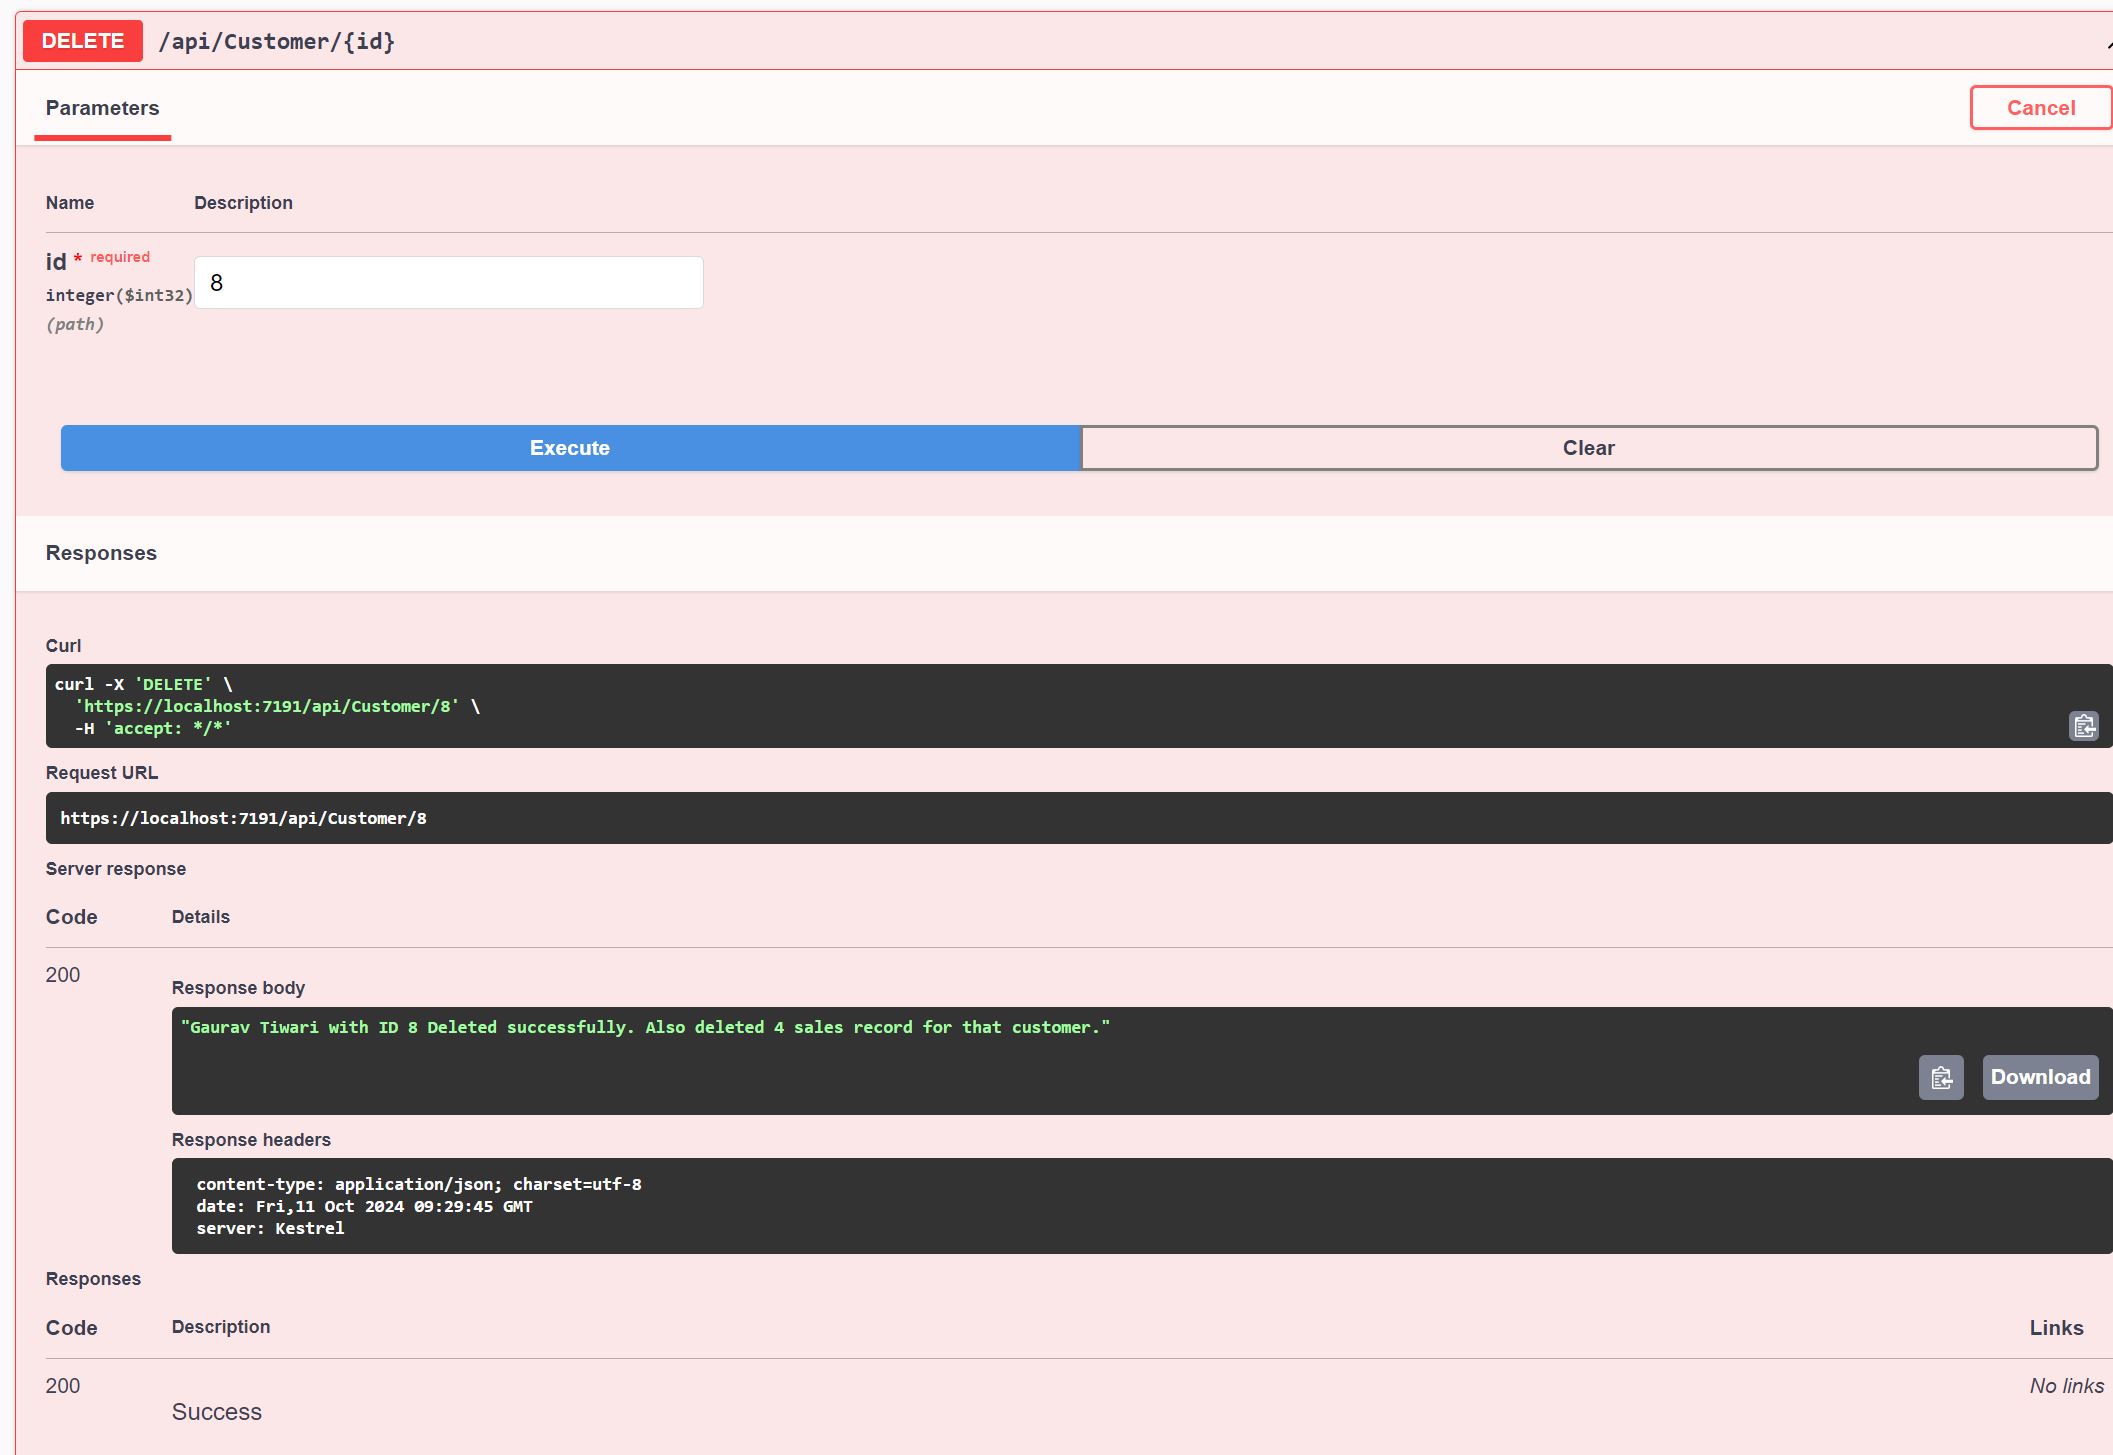 DELETE /api/Customer/{id}
Parameters
Cancel
Name Description
id * required
integer($int32)
(path)
8
Execute
Clear
Responses
Curl
curl -X 'DELETE' \
'https://localhost:7191/api/Customer/8' \
-H 'accept: */*'
Request URL
https://localhost:7191/api/Customer/8
Server response
Code Details
200
Response body
"Gaurav Tiwari with ID 8 Deleted successfully. Also deleted 4 sales record for that customer."
Download
Response headers
content-type: application/json; charset=utf-8
date: Fri,11 Oct 2024 09:29:45 GMT
server: Kestrel
Responses
Code Description Links
200
Success
No links